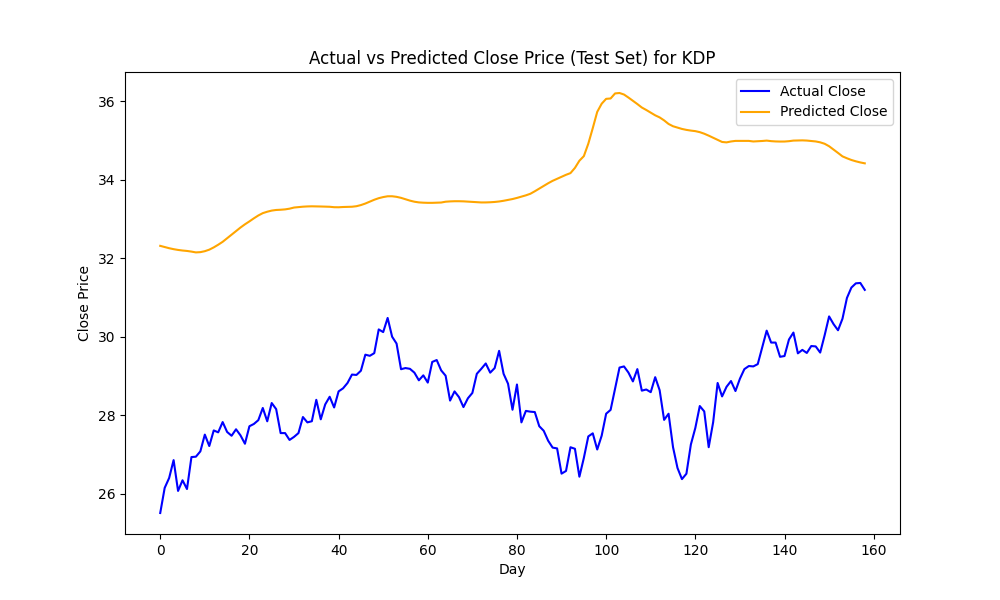 Actual vs Predicted Close Price (Test Set) for KDP
Actual Close
Predicted Close
Close Price
36
34
32
30
28
26
0 20 40 60 80 100 120 140 160
Day